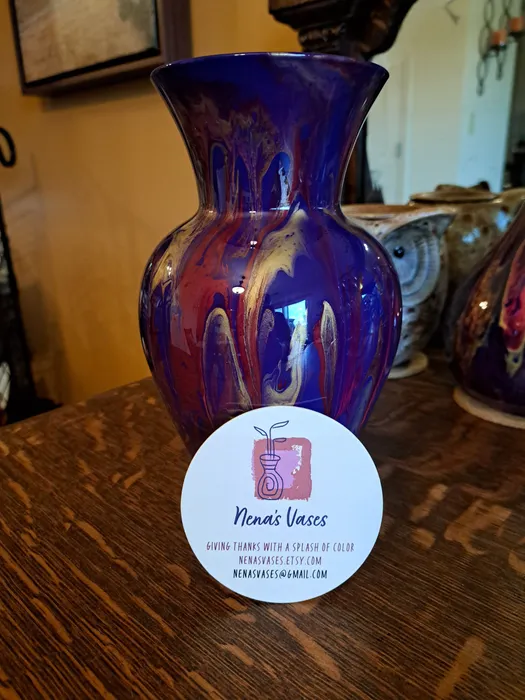 Nena's Vases
GIVING THANKS WITH A SPLASH OF COLOR
NENASVASES.ETSY.COM
NENASVASES@GMAIL.COM